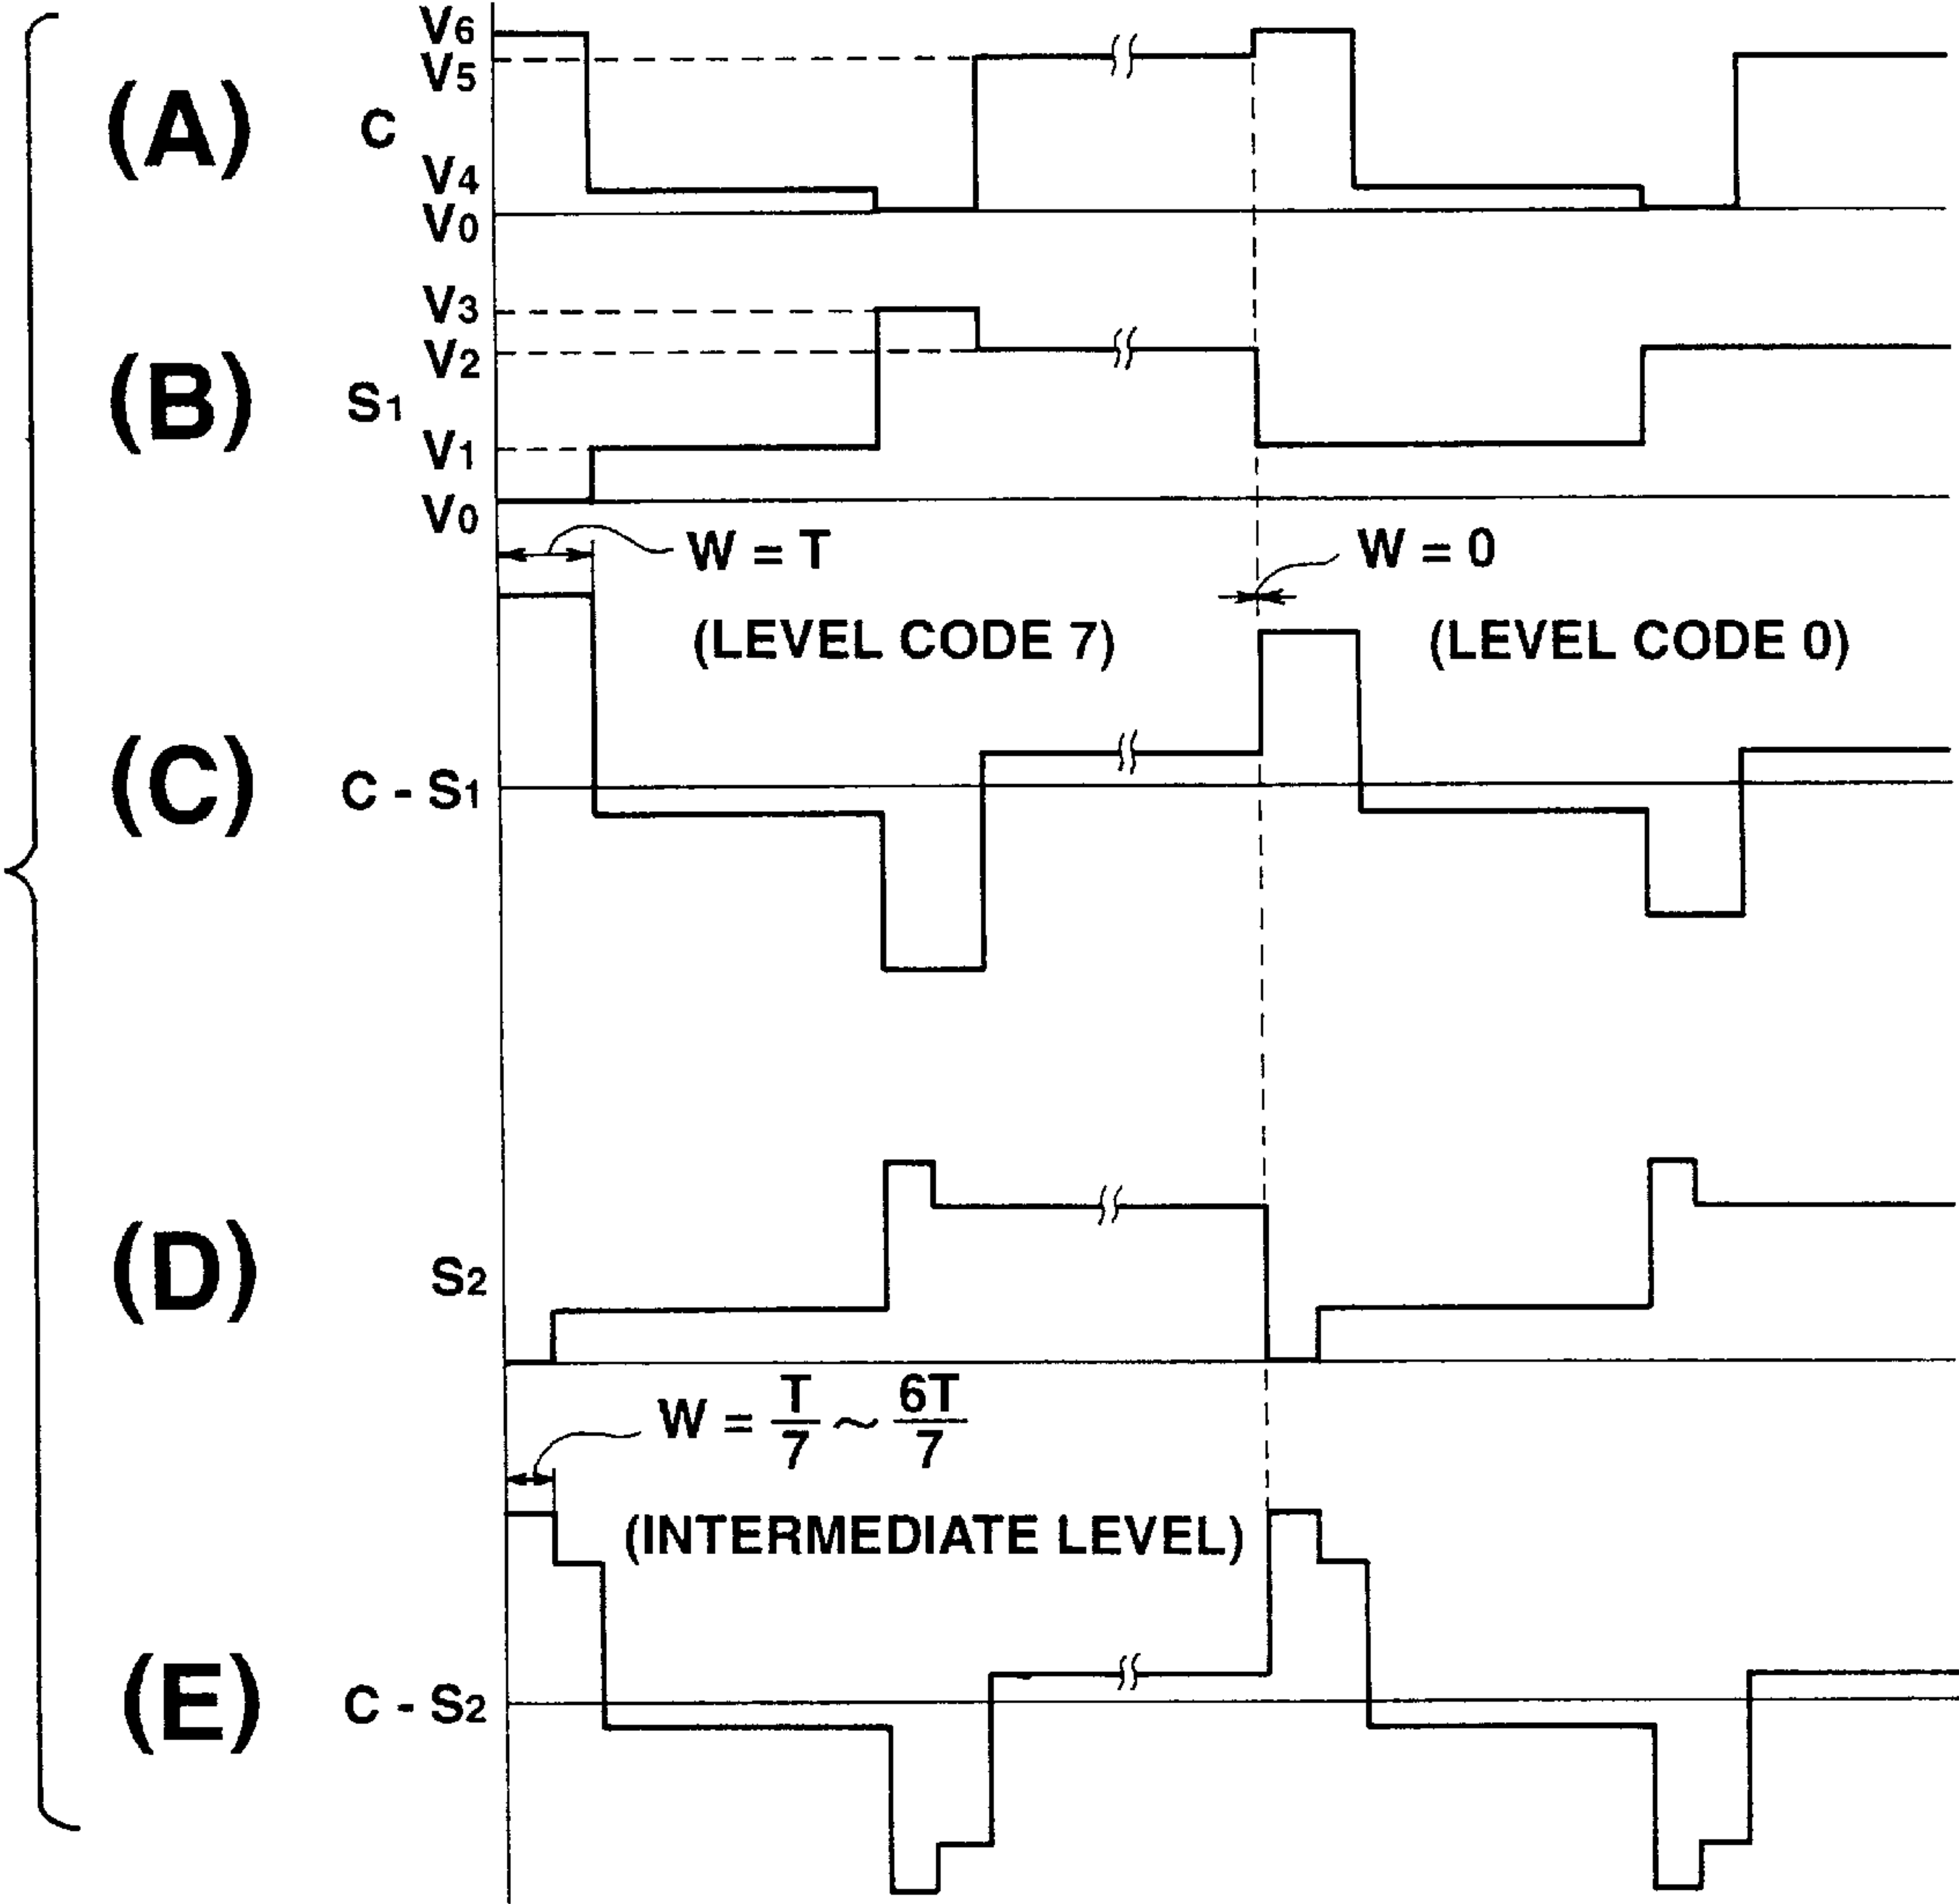 (A)
C
V6
V5
V4
V0
(B)
S1
V3
V2
V1
V0
W = T
(LEVEL CODE 7)
W = 0
(LEVEL CODE 0)
(C)
C - S1
(D)
S2
W = T/7 ~ 6T/7
(INTERMEDIATE LEVEL)
(E)
C - S2